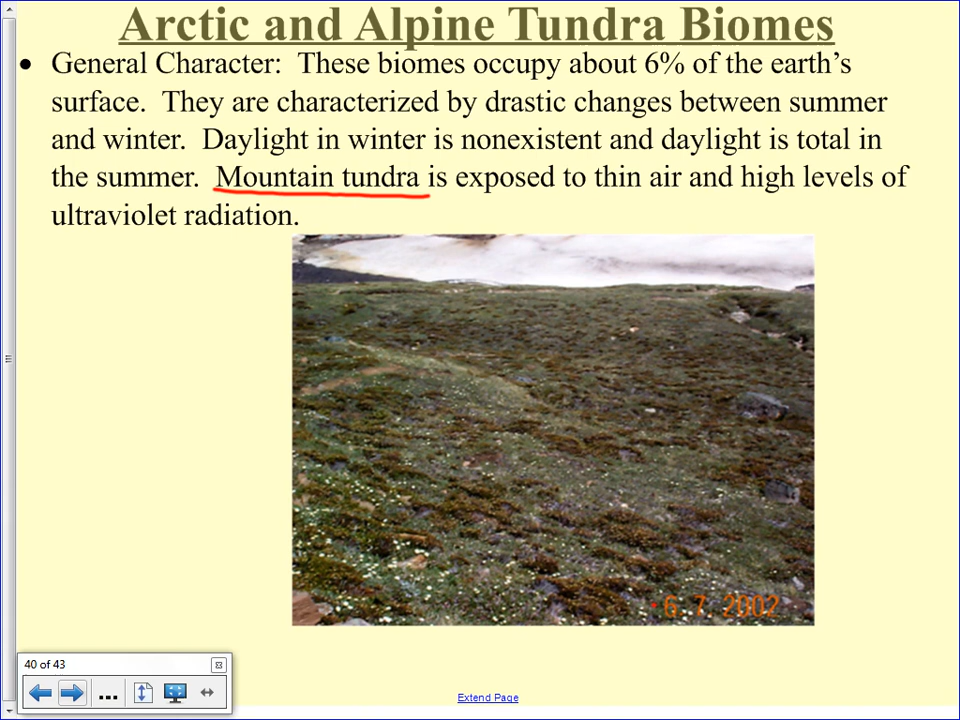 Arctic and Alpine Tundra Biomes
• General Character: These biomes occupy about 6% of the earth’s
surface. They are characterized by drastic changes between summer
and winter. Daylight in winter is nonexistent and daylight is total in
the summer. Mountain tundra is exposed to thin air and high levels of
ultraviolet radiation.
6 7 2002
40 of 43
...
Extend Page